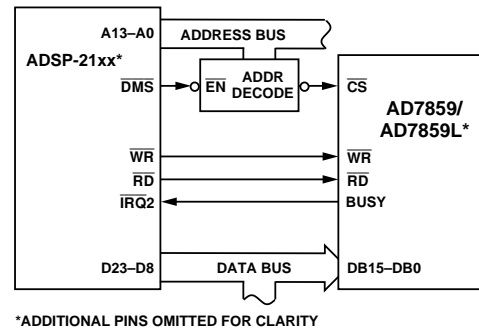 A13–A0
ADDRESS BUS
ADSP-21xx*
DMS
EN
ADDR
DECODE
CS
AD7859/
AD7859L*
WR
WR
RD
RD
IRQ2
BUSY
D23–D8
DATA BUS
DB15–DB0
*ADDITIONAL PINS OMITTED FOR CLARITY